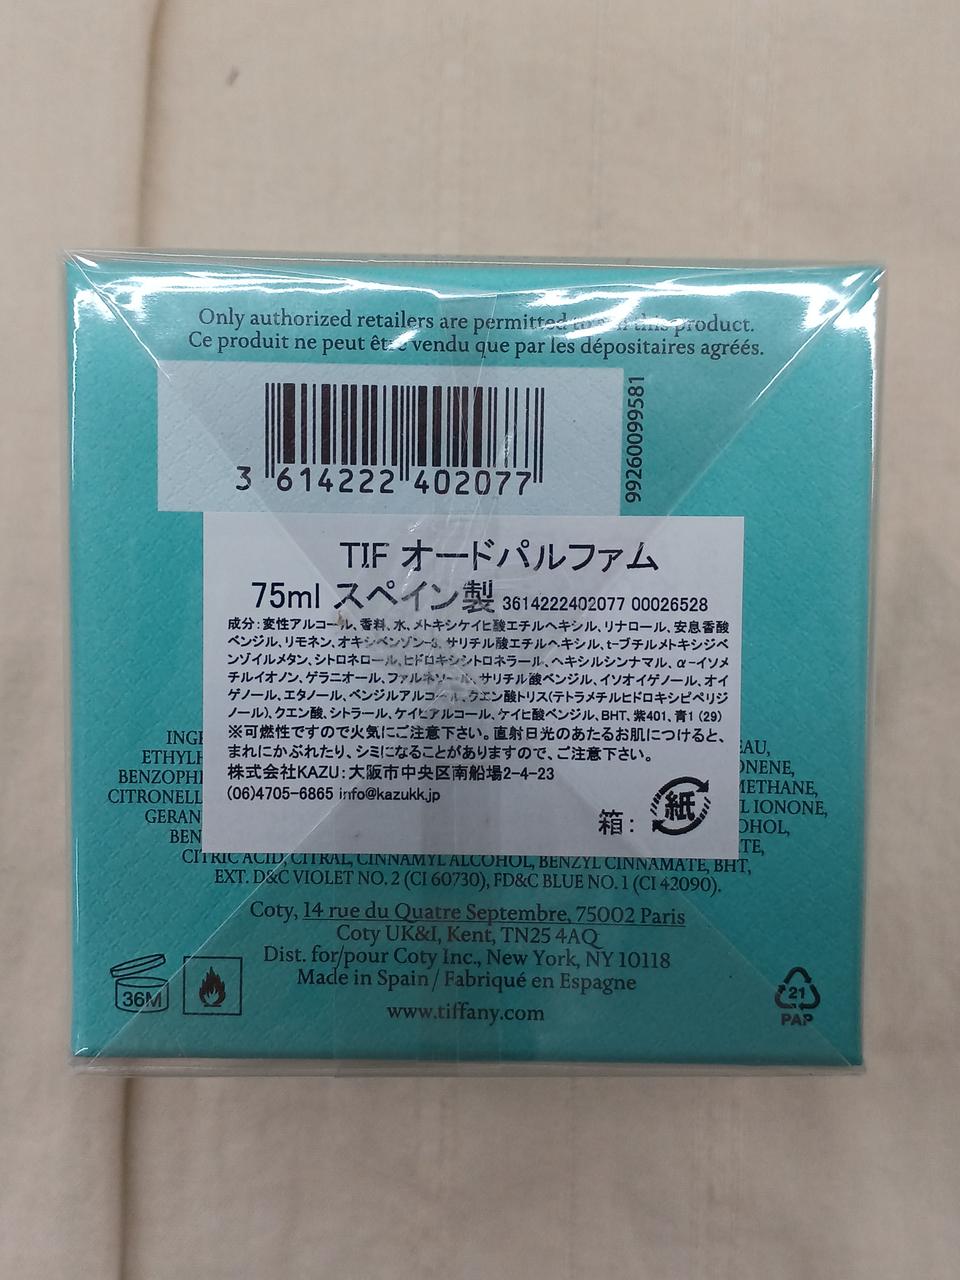 Only authorized retailers are permitted to sell this product.
Ce produit ne peut être vendu que par les dépositaires agréés.
3 614222 402077
99260099581
TIF オードパルファム
75ml スペイン製 3614222402077 00026528
成分:変性アルコール、香料、水、メトキシケイヒ酸エチルヘキシル、リナロール、安息香酸
ベンジル、リモネン、オキシベンゾン-3、サリチル酸エチルヘキシル、t-ブチルメトキシジベ
ンゾイルメタン、シトロネロール、ヒドロキシシトロネラール、ヘキシルシンナマル、α-イソメ
チルイオノン、ゲラニオール、ファルネソール、サリチル酸ベンジル、イソオイゲノール、オイ
ゲノール、エタノール、ベンジルアルコール、クエン酸トリス(テトラメチルヒドロキシピペリジ
ノール)、クエン酸、シトラール、ケイヒアルコール、ケイヒ酸ベンジル、BHT、紫401、青1 (29)
※可燃性ですので火気にご注意下さい。直射日光のあたるお肌につけると、
まれにかぶれたり、シミになることがありますので、ご注意下さい。
株式会社KAZU:大阪市中央区南船場2-4-23
(06)4705-6865 info@kazukk.jp
箱: 紙
CITRIC ACID, CITRAL, CINNAMYL ALCOHOL, BENZYL CINNAMATE, BHT,
EXT. D&C VIOLET NO. 2 (CI 60730), FD&C BLUE NO. 1 (CI 42090).
Coty, 14 rue du Quatre Septembre, 75002 Paris
Coty UK&I, Kent, TN25 4AQ
Dist. for/pour Coty Inc., New York, NY 10118
Made in Spain / Fabriqué en Espagne
www.tiffany.com
36M
21
PAP